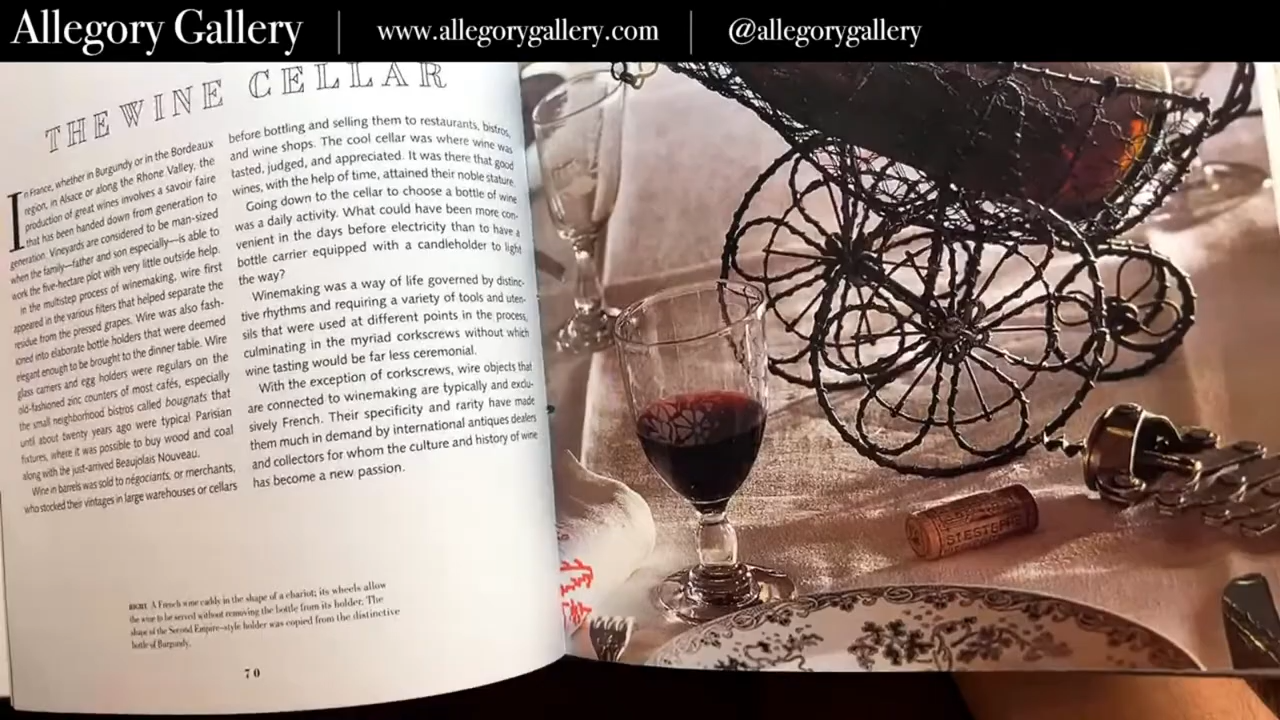 Allegory Gallery
www.allegorygallery.com
@allegorygallery
THE WINE CELLAR
In France, whether in Burgundy or in the Bordeaux
region, in Alsace or along the Rhone Valley, the
production of great wines involves a savoir faire
that has been handed down from generation to
generation. Vineyards are considered to be man-sized
when the family—father and son especially—is able to
work the five-hectare plot with very little outside help.
In the multistep process of winemaking, wire first
appeared in the various filters that helped separate the
residue from the pressed grapes. Wire was also fash-
ioned into elaborate bottle holders that were deemed
elegant enough to be brought to the dinner table. Wire
glass carriers and egg holders were regulars on the
old-fashioned zinc counters of most cafés, especially
the small neighborhood bistros called bougnats that
until about twenty years ago were typical Parisian
fixtures, where it was possible to buy wood and coal
along with the just-arrived Beaujolais Nouveau.
Wine in barrels was sold to négociants, or merchants,
who stocked their vintages in large warehouses or cellars
before bottling and selling them to restaurants, bistros,
and wine shops. The cool cellar was where wine was
tasted, judged, and appreciated. It was there that good
wines, with the help of time, attained their noble stature.
Going down to the cellar to choose a bottle of wine
was a daily activity. What could have been more con-
venient in the days before electricity than to have a
bottle carrier equipped with a candleholder to light
the way?
Winemaking was a way of life governed by distinc-
tive rhythms and requiring a variety of tools and uten-
sils that were used at different points in the process,
culminating in the myriad corkscrews without which
wine tasting would be far less ceremonial.
With the exception of corkscrews, wire objects that
are connected to winemaking are typically and exclu-
sively French. Their specificity and rarity have made
them much in demand by international antiques dealers
and collectors for whom the culture and history of wine
has become a new passion.
RIGHT A French wine caddy in the shape of a chariot; its wheels allow
the wine to be served without removing the bottle from its holder. The
shape of the Second Empire–style holder was copied from the distinctive
bottle of Burgundy.
70
ST.ESTEPHE